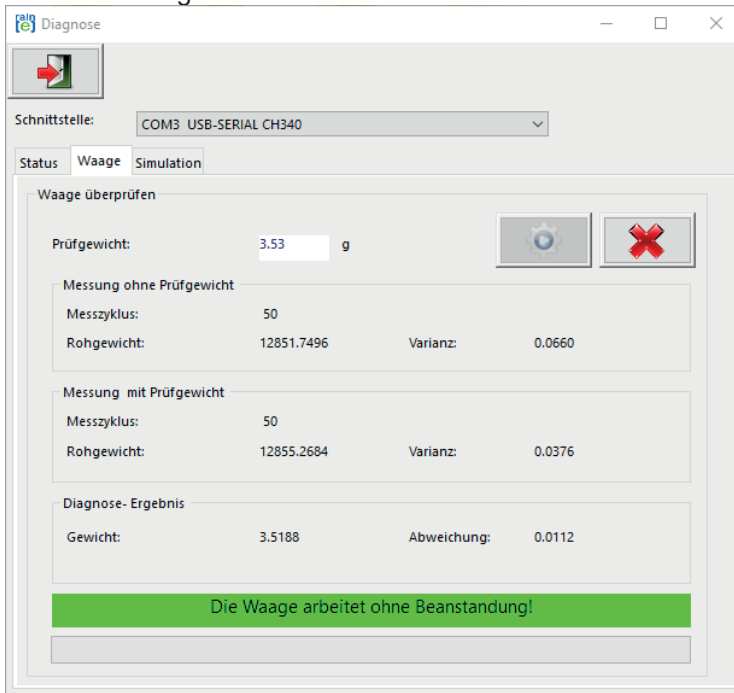 Diagnose
Schnittstelle: COM3 USB-SERIAL CH340
Status Waage Simulation
Waage überprüfen
Prüfgewicht: 3.53 g
Messung ohne Prüfgewicht
Messzyklus: 50
Rohgewicht: 12851.7496 Varianz: 0.0660
Messung mit Prüfgewicht
Messzyklus: 50
Rohgewicht: 12855.2684 Varianz: 0.0376
Diagnose- Ergebnis
Gewicht: 3.5188 Abweichung: 0.0112
Die Waage arbeitet ohne Beanstandung!